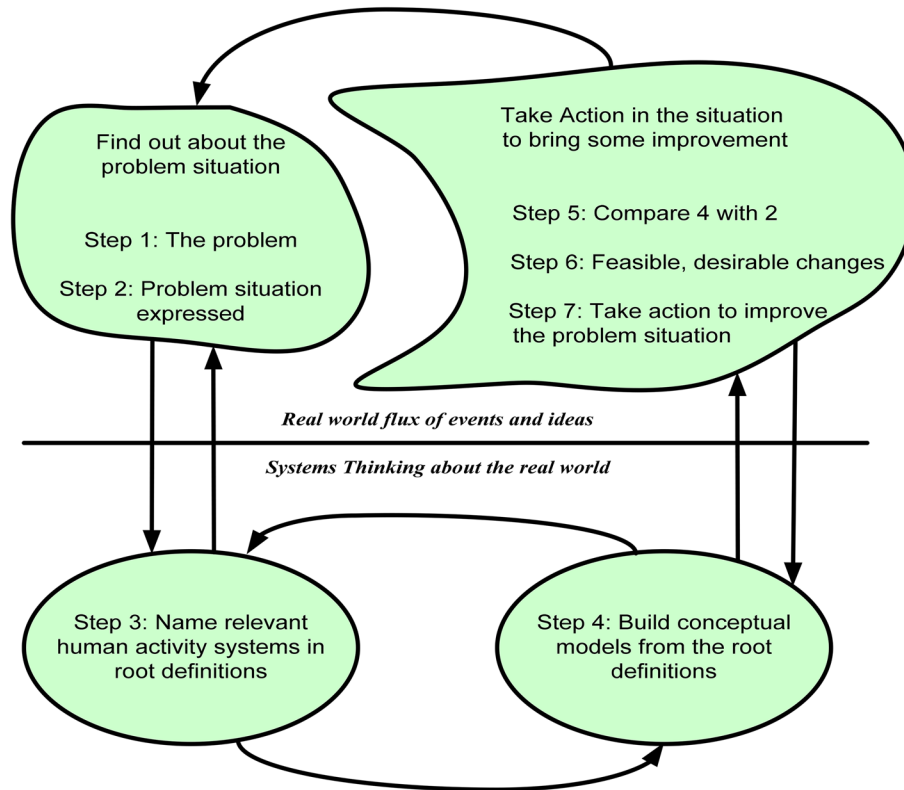 Find out about the
problem situation
Step 1: The problem
Step 2: Problem situation
expressed
Take Action in the situation
to bring some improvement
Step 5: Compare 4 with 2
Step 6: Feasible, desirable changes
Step 7: Take action to improve
the problem situation
Real world flux of events and ideas
Systems Thinking about the real world
Step 3: Name relevant
human activity systems in
root definitions
Step 4: Build conceptual
models from the root
definitions